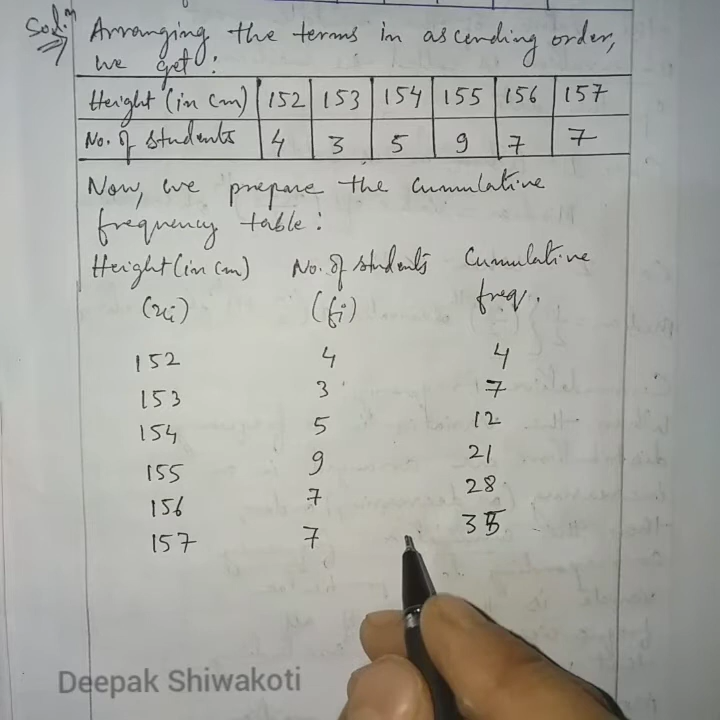 Sol.ⁿ Arranging the terms in ascending order,
we get:
Height (in cm) 152 153 154 155 156 157
No. of students 4 3 5 9 7 7
Now, we prepare the cumulative
frequency table:
Height (in cm) No. of students Cumulative
(xi) (fi) freq.
152 4 4
153 3 7
154 5 12
155 9 21
156 7 28
157 7 35
Deepak Shiwakoti